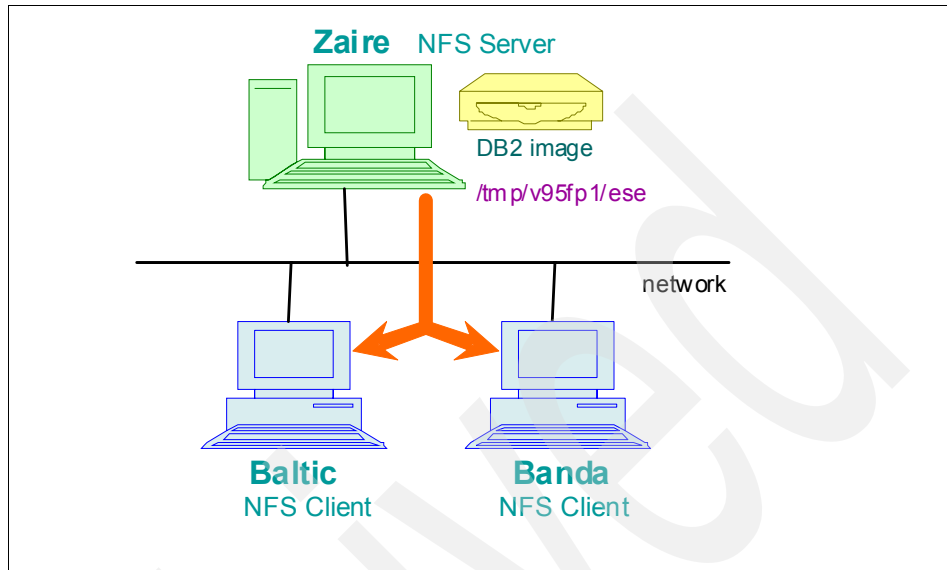 Zaire NFS Server
DB2 image
/tmp/v95fp1/ese
network
Baltic
NFS Client
Banda
NFS Client